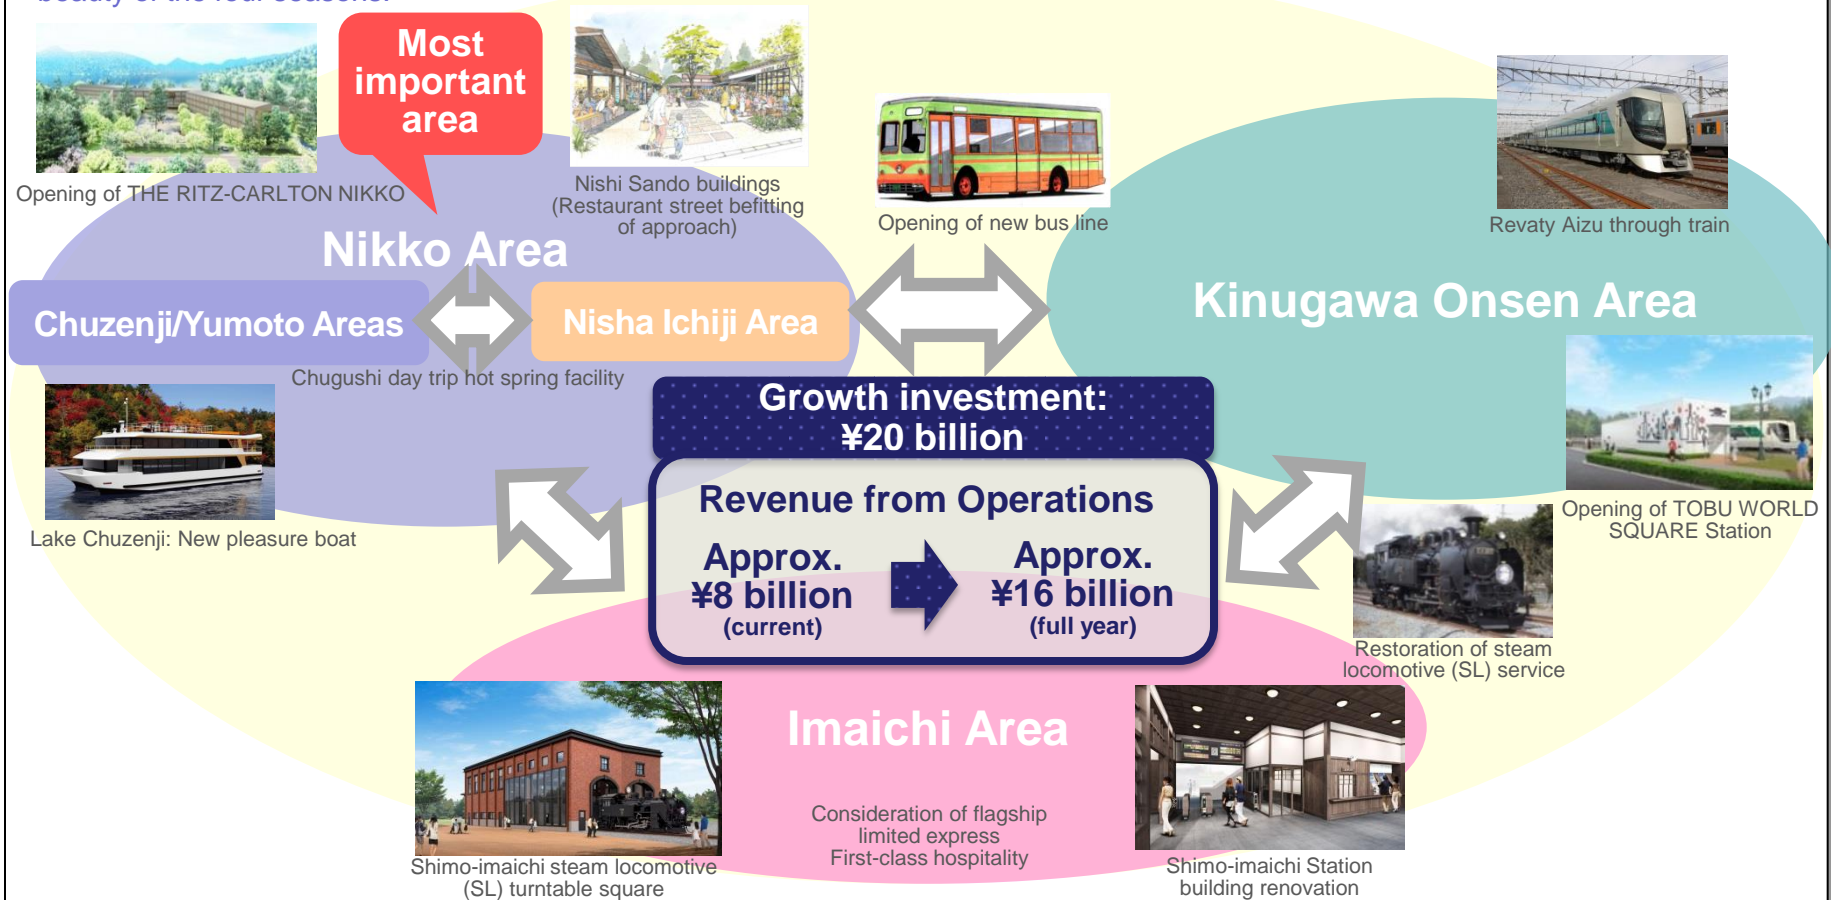 beauty of the four seasons.
Most
important
area
Opening of THE RITZ-CARLTON NIKKO
Nishi Sando buildings
(Restaurant street befitting
of approach)
Opening of new bus line
Revaty Aizu through train
Nikko Area
Chuzenji/Yumoto Areas
Nisha Ichiji Area
Kinugawa Onsen Area
Chugushi day trip hot spring facility
Lake Chuzenji: New pleasure boat
Growth investment:
¥20 billion
Revenue from Operations
Approx.
¥8 billion
(current)
Approx.
¥16 billion
(full year)
Opening of TOBU WORLD
SQUARE Station
Restoration of steam
locomotive (SL) service
Imaichi Area
Consideration of flagship
limited express
First-class hospitality
Shimo-imaichi steam locomotive
(SL) turntable square
Shimo-imaichi Station
building renovation